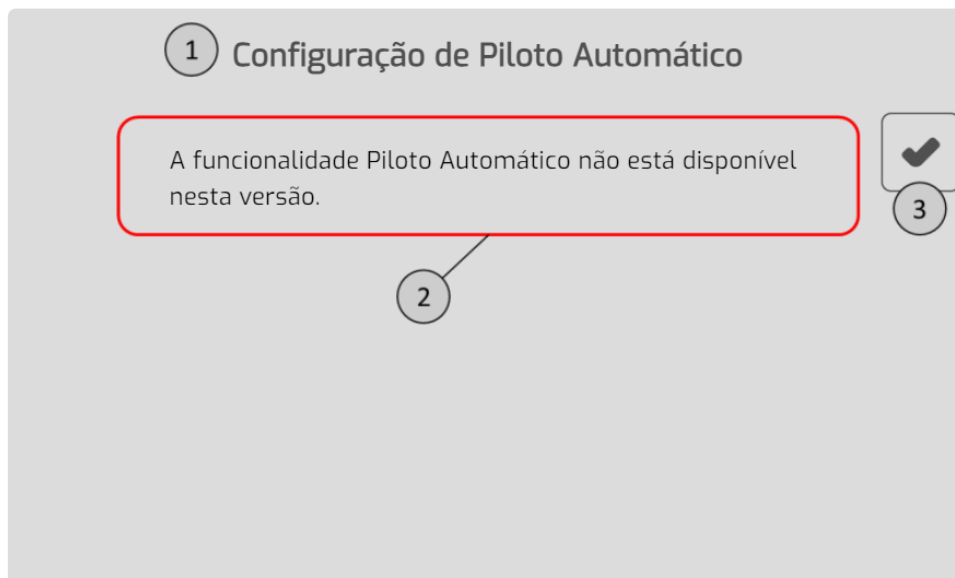 1 Configuração de Piloto Automático
A funcionalidade Piloto Automático não está disponível
nesta versão.
3
2